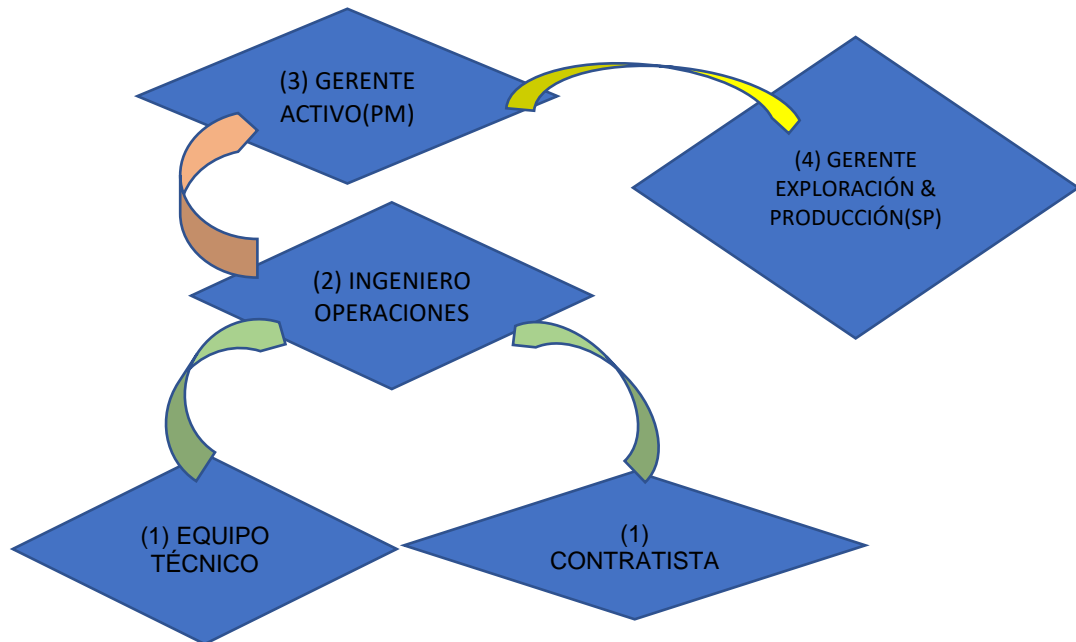 (3) GERENTE
ACTIVO(PM)
(4) GERENTE
EXPLORACIÓN &
PRODUCCIÓN(SP)
(2) INGENIERO
OPERACIONES
(1) EQUIPO
TÉCNICO
(1)
CONTRATISTA